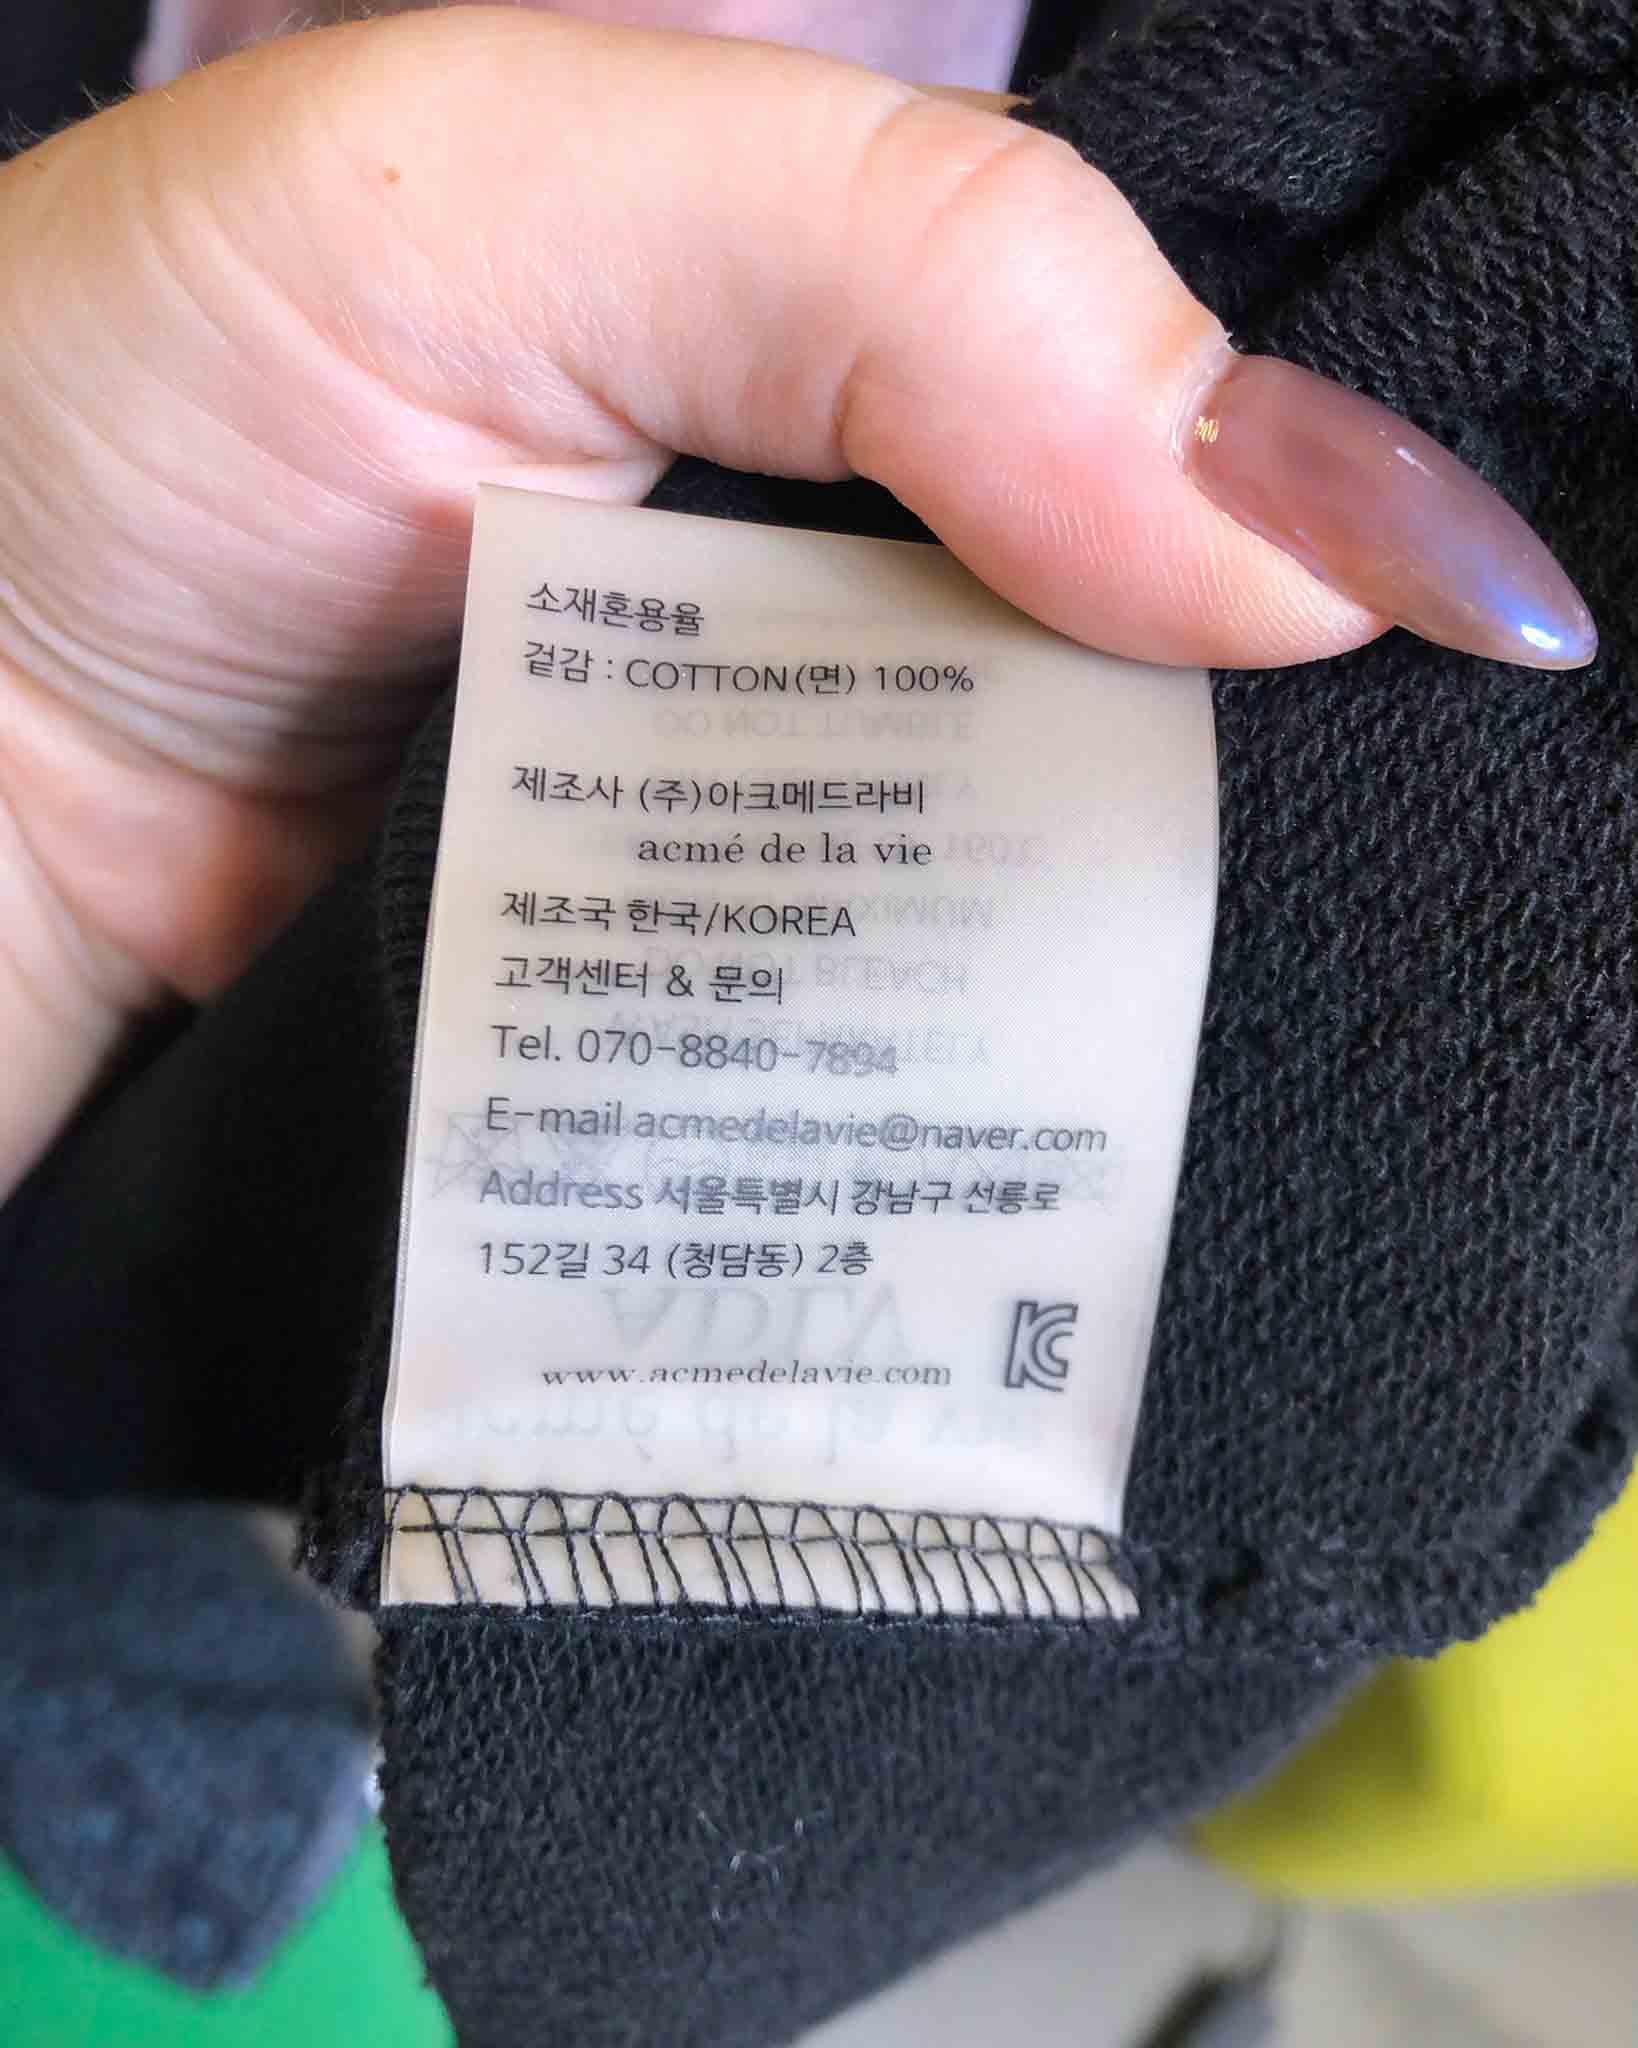 소재혼용율
겉감 : COTTON(면) 100%
제조사 (주)아크메드라비
acmé de la vie
제조국 한국/KOREA
고객센터 & 문의
Tel. 070-8840-7894
E-mail acmedelavie@naver.com
Address 서울특별시 강남구 선릉로
152길 34 (청담동) 2층
KC
www.acmedelavie.com